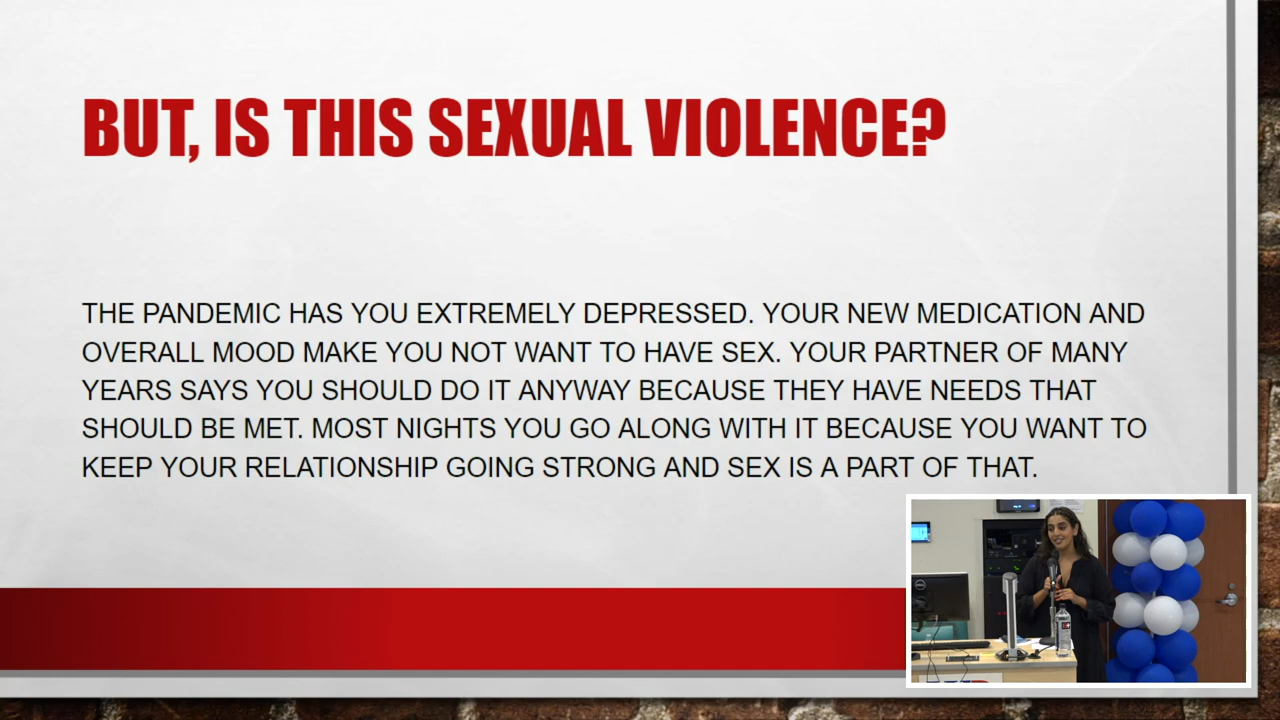 BUT, IS THIS SEXUAL VIOLENCE?
THE PANDEMIC HAS YOU EXTREMELY DEPRESSED. YOUR NEW MEDICATION AND
OVERALL MOOD MAKE YOU NOT WANT TO HAVE SEX. YOUR PARTNER OF MANY
YEARS SAYS YOU SHOULD DO IT ANYWAY BECAUSE THEY HAVE NEEDS THAT
SHOULD BE MET. MOST NIGHTS YOU GO ALONG WITH IT BECAUSE YOU WANT TO
KEEP YOUR RELATIONSHIP GOING STRONG AND SEX IS A PART OF THAT.